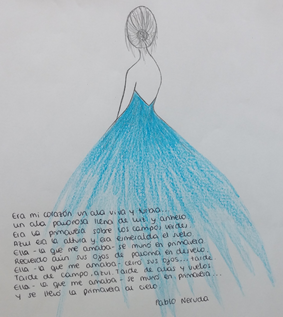 Era mi corazón un ala viva y turbia...
un ala pavorosa llena de luz y anhelo
Era la primavera sobre los campos verdes
Azul era la altura y era esmeralda el suelo
Ella - la que me amaba - se murió en primavera
Recuerdo aún sus ojos de paloma en desvelo
Ella - la que me amaba - cerró sus ojos... tarde
Tarde de campo, azul. Tarde de alas y vuelos
Ella - la que me amaba - se murió en primavera...
Y se llevó la primavera al cielo.
Pablo Neruda